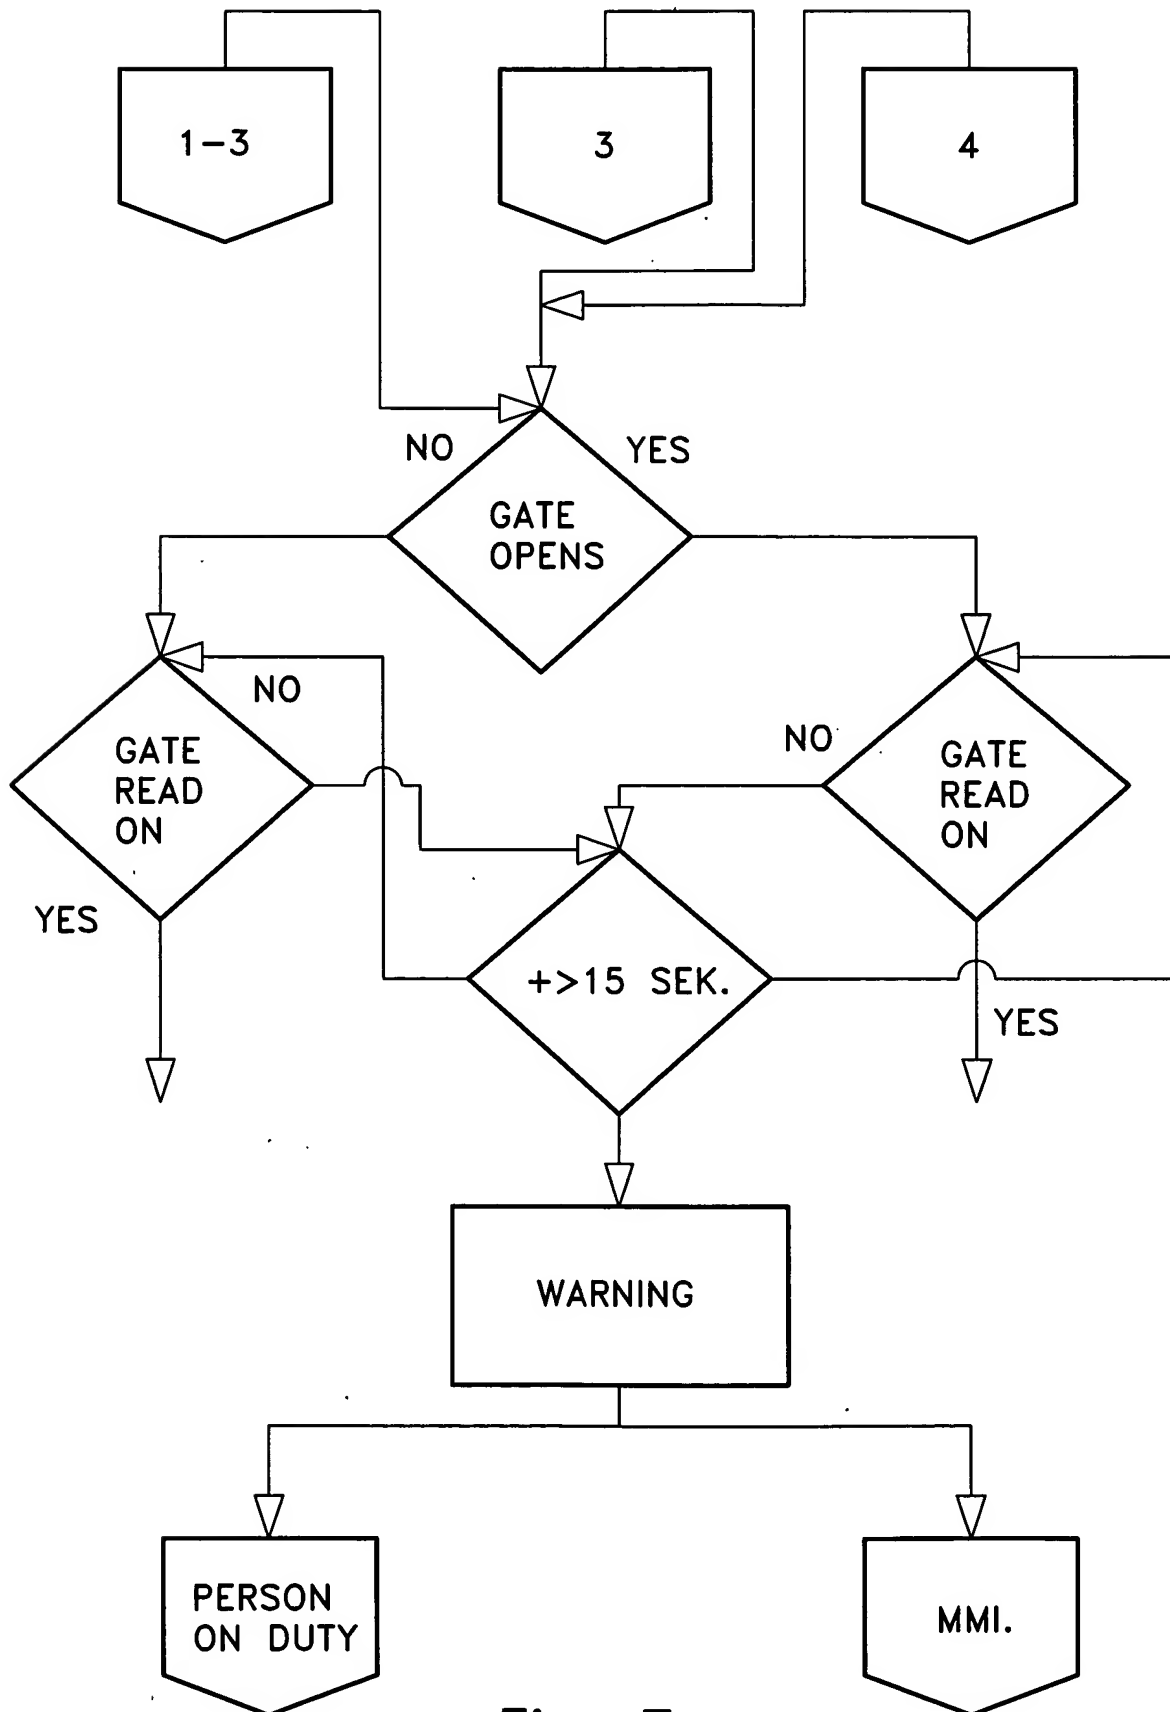 1-3
3
4
NO
YES
GATE
OPENS
NO
GATE
READ
ON
NO
GATE
READ
ON
YES
+>15 SEK.
YES
WARNING
PERSON
ON DUTY
MMI.